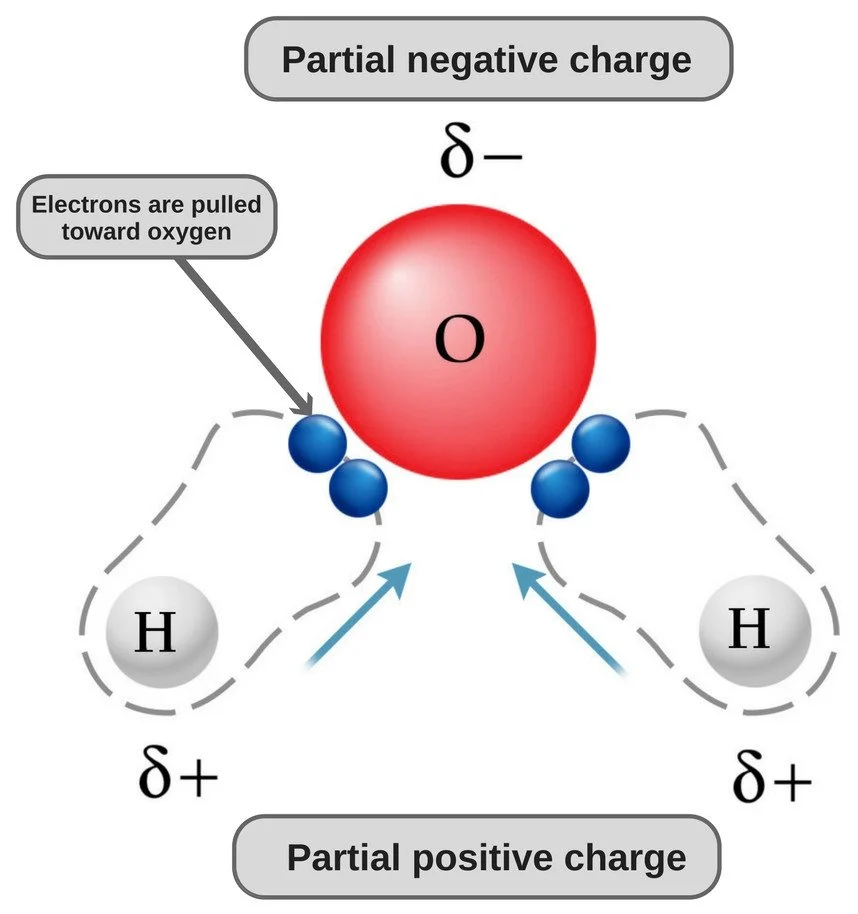 Partial negative charge
δ−
Electrons are pulled
toward oxygen
O
H
H
δ+
δ+
Partial positive charge